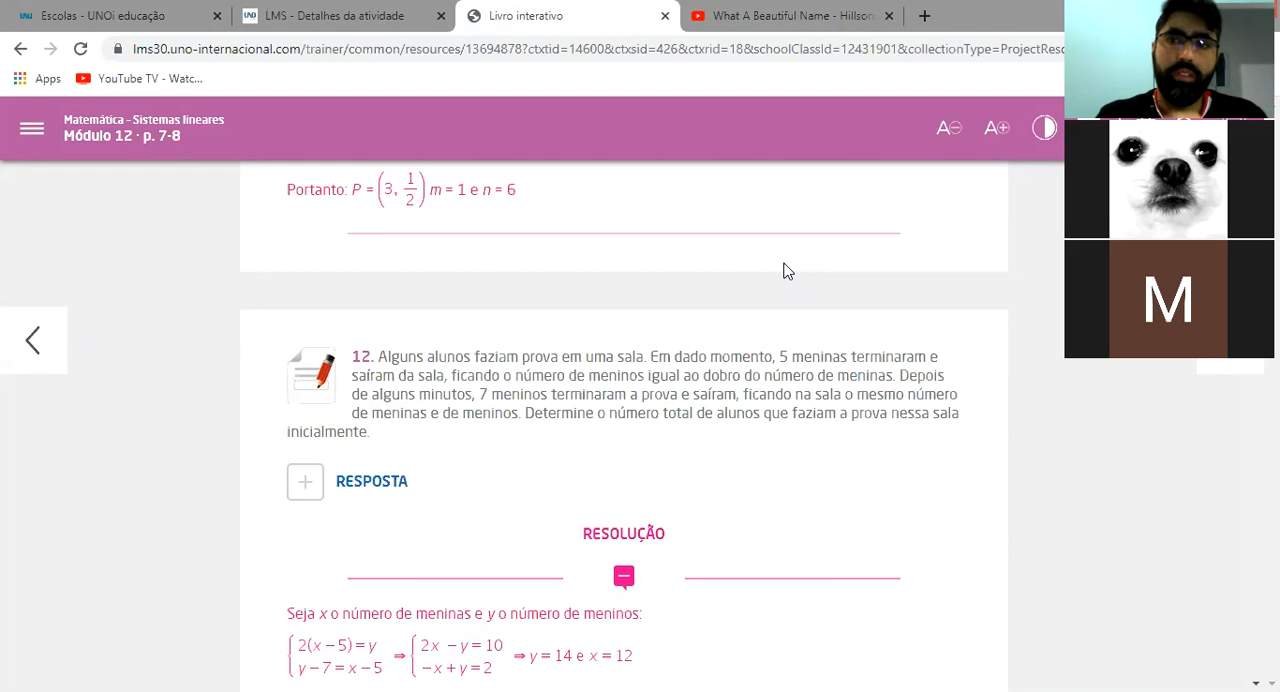 Escolas - UNOi educação
LMS - Detalhes da atividade
Livro interativo
What A Beautiful Name - Hillson
lms30.uno-internacional.com/trainer/common/resources/13694878?ctxtid=14600&ctxsid=426&ctxrid=18&schoolClassId=12431901&collectionType=ProjectReso
Apps
YouTube TV - Watc...
Matemática – Sistemas lineares
Módulo 12 · p. 7-8
A A
Portanto: P = (3, 1/2) m = 1 e n = 6
12. Alguns alunos faziam prova em uma sala. Em dado momento, 5 meninas terminaram e
saíram da sala, ficando o número de meninos igual ao dobro do número de meninas. Depois
de alguns minutos, 7 meninos terminaram a prova e saíram, ficando na sala o mesmo número
de meninas e de meninos. Determine o número total de alunos que faziam a prova nessa sala
inicialmente.
RESPOSTA
RESOLUÇÃO
Seja x o número de meninas e y o número de meninos:
2(x – 5) = y ⇒ 2x – y = 10 ⇒ y = 14 e x = 12
y – 7 = x – 5 – x + y = 2
M